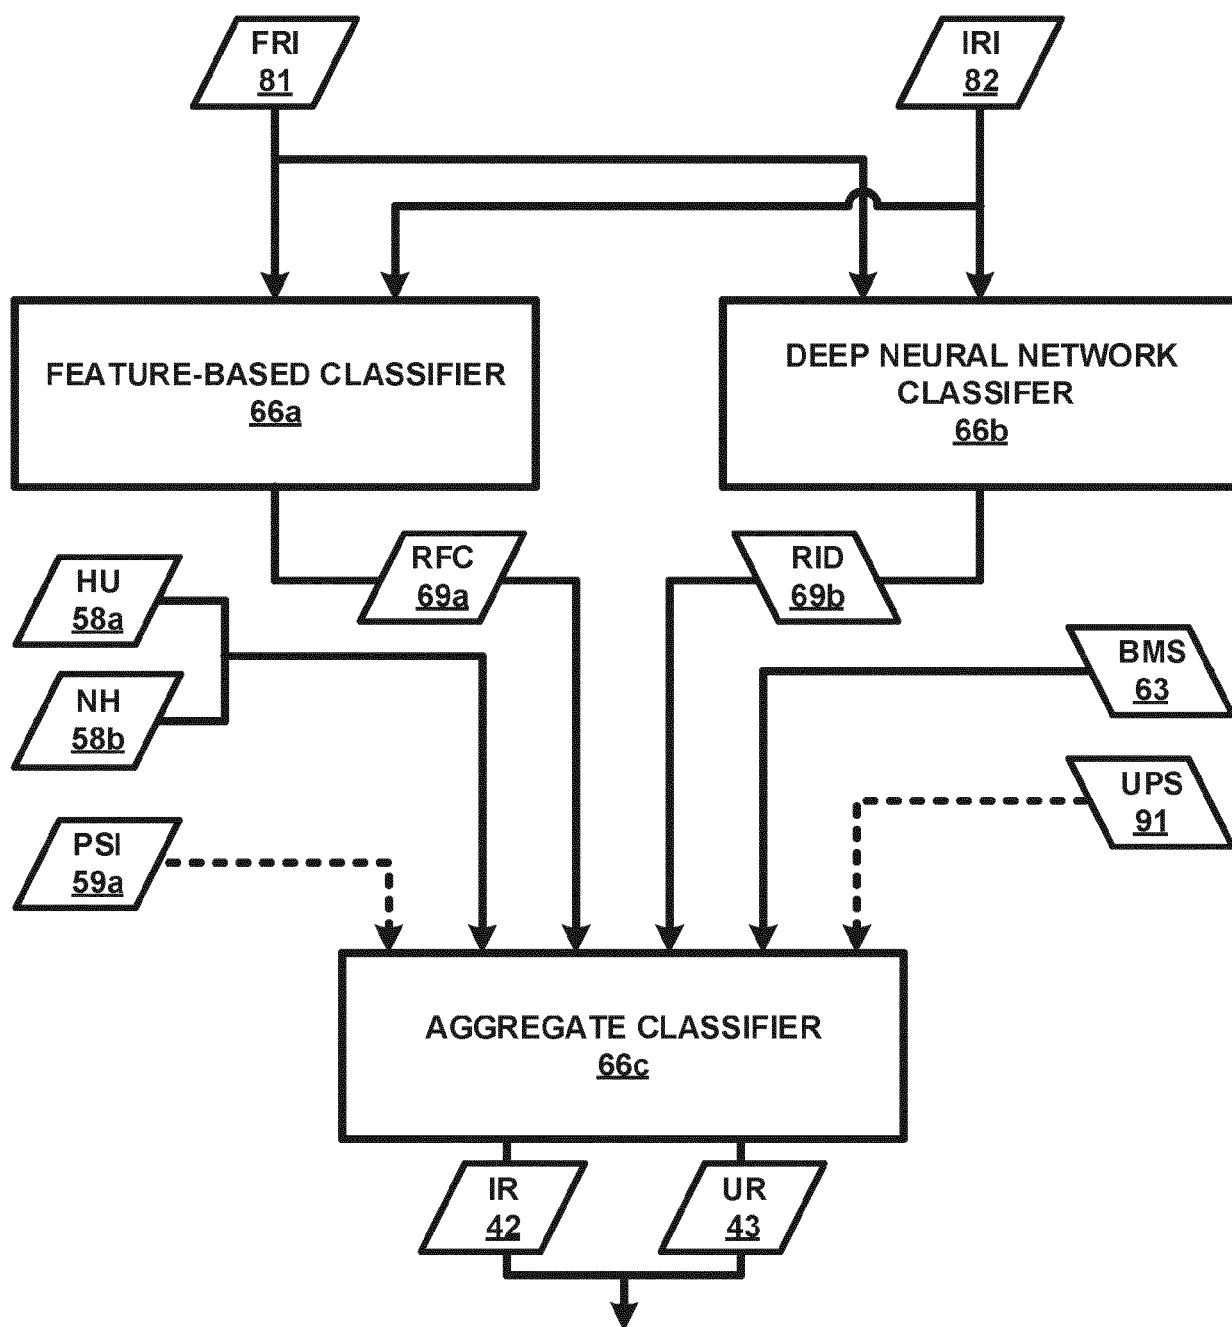 FRI
81
IRI
82
FEATURE-BASED CLASSIFIER
66a
DEEP NEURAL NETWORK
CLASSIFER
66b
RFC
69a
RID
69b
HU
58a
NH
58b
BMS
63
UPS
91
PSI
59a
AGGREGATE CLASSIFIER
66c
IR
42
UR
43